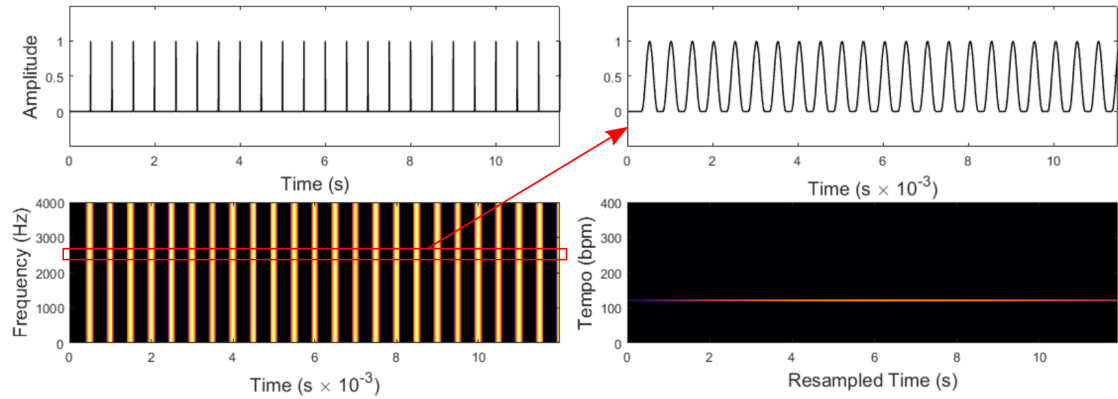 Amplitude
1
0.5
0
0 2 4 6 8 10
Time (s)
1
0.5
0
0 2 4 6 8 10
Time (s × 10⁻³)
Frequency (Hz)
4000
3000
2000
1000
0
0 2 4 6 8 10
Time (s × 10⁻³)
Tempo (bpm)
400
300
200
100
0
0 2 4 6 8 10
Resampled Time (s)